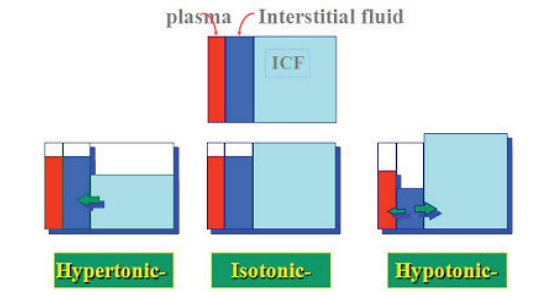 plasma Interstitial fluid
ICF
Hypertonic-
Isotonic-
Hypotonic-